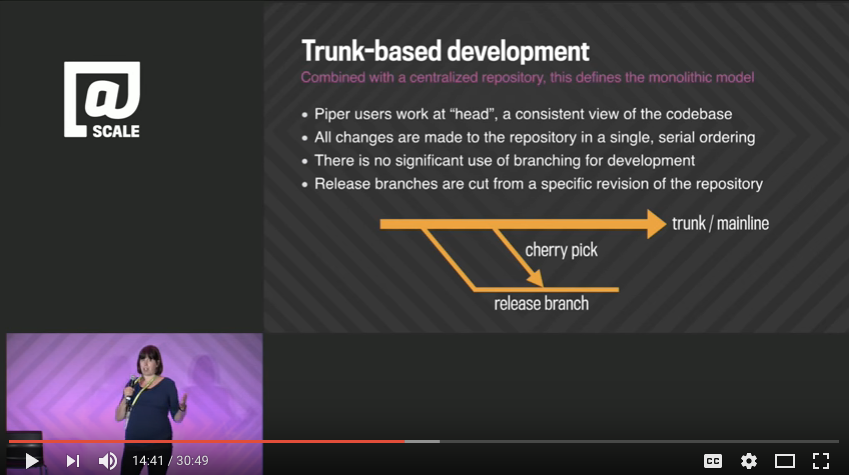 Trunk-based development
Combined with a centralized repository, this defines the monolithic model
@
SCALE
• Piper users work at “head”, a consistent view of the codebase
• All changes are made to the repository in a single, serial ordering
• There is no significant use of branching for development
• Release branches are cut from a specific revision of the repository
trunk / mainline
cherry pick
release branch
14:41 / 30:49
CC